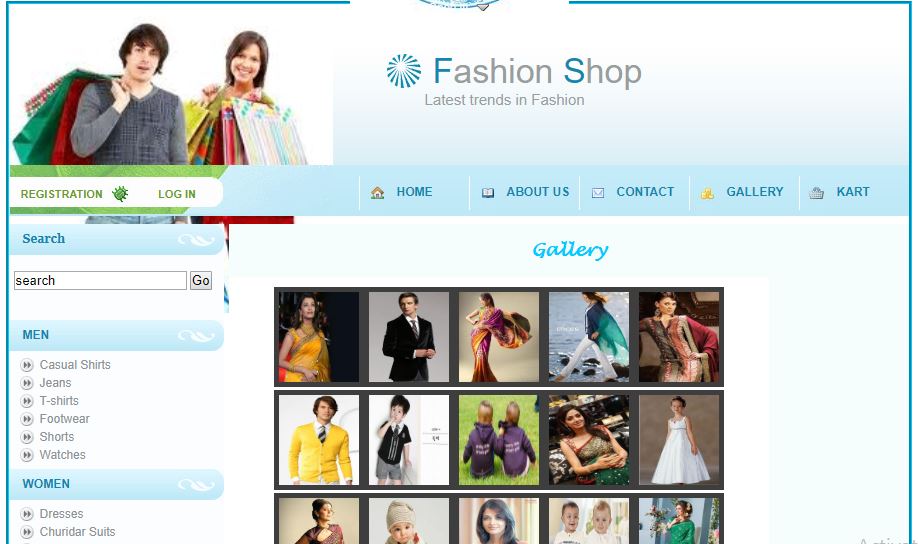 Fashion Shop
Latest trends in Fashion
REGISTRATION LOG IN
HOME ABOUT US CONTACT GALLERY KART
Search
search Go
MEN
Casual Shirts
Jeans
T-shirts
Footwear
Shorts
Watches
WOMEN
Dresses
Churidar Suits
Gallery